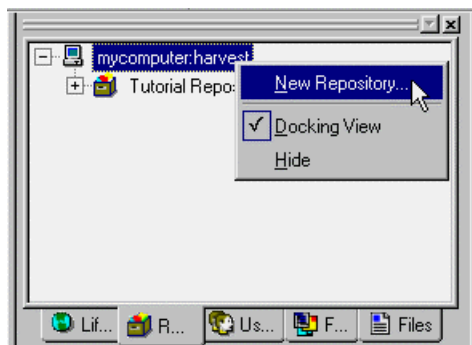 mycomputer:harvest
Tutorial Repo:
New Repository...
Docking View
Hide
Lif... R... Us... F... Files